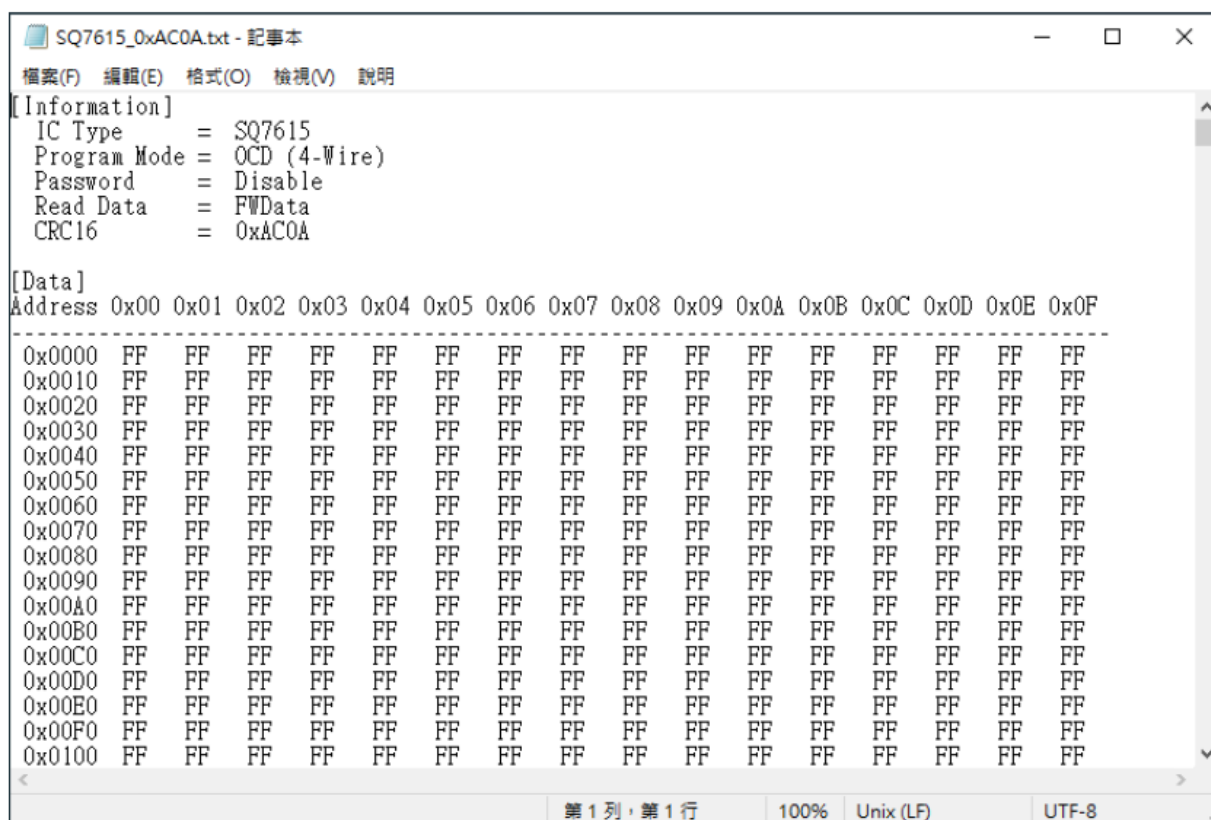 SQ7615_0xAC0A.txt - 記事本
檔案(F) 編輯(E) 格式(O) 檢視(V) 說明
[Information]
IC Type = SQ7615
Program Mode = OCD (4-Wire)
Password = Disable
Read Data = FWData
CRC16 = 0xAC0A
[Data]
Address 0x00 0x01 0x02 0x03 0x04 0x05 0x06 0x07 0x08 0x09 0x0A 0x0B 0x0C 0x0D 0x0E 0x0F
--------------------------------------------------------------------------------------
0x0000 FF FF FF FF FF FF FF FF FF FF FF FF FF FF FF FF
0x0010 FF FF FF FF FF FF FF FF FF FF FF FF FF FF FF FF
0x0020 FF FF FF FF FF FF FF FF FF FF FF FF FF FF FF FF
0x0030 FF FF FF FF FF FF FF FF FF FF FF FF FF FF FF FF
0x0040 FF FF FF FF FF FF FF FF FF FF FF FF FF FF FF FF
0x0050 FF FF FF FF FF FF FF FF FF FF FF FF FF FF FF FF
0x0060 FF FF FF FF FF FF FF FF FF FF FF FF FF FF FF FF
0x0070 FF FF FF FF FF FF FF FF FF FF FF FF FF FF FF FF
0x0080 FF FF FF FF FF FF FF FF FF FF FF FF FF FF FF FF
0x0090 FF FF FF FF FF FF FF FF FF FF FF FF FF FF FF FF
0x00A0 FF FF FF FF FF FF FF FF FF FF FF FF FF FF FF FF
0x00B0 FF FF FF FF FF FF FF FF FF FF FF FF FF FF FF FF
0x00C0 FF FF FF FF FF FF FF FF FF FF FF FF FF FF FF FF
0x00D0 FF FF FF FF FF FF FF FF FF FF FF FF FF FF FF FF
0x00E0 FF FF FF FF FF FF FF FF FF FF FF FF FF FF FF FF
0x00F0 FF FF FF FF FF FF FF FF FF FF FF FF FF FF FF FF
0x0100 FF FF FF FF FF FF FF FF FF FF FF FF FF FF FF FF
第 1 列，第 1 行 100% Unix (LF) UTF-8